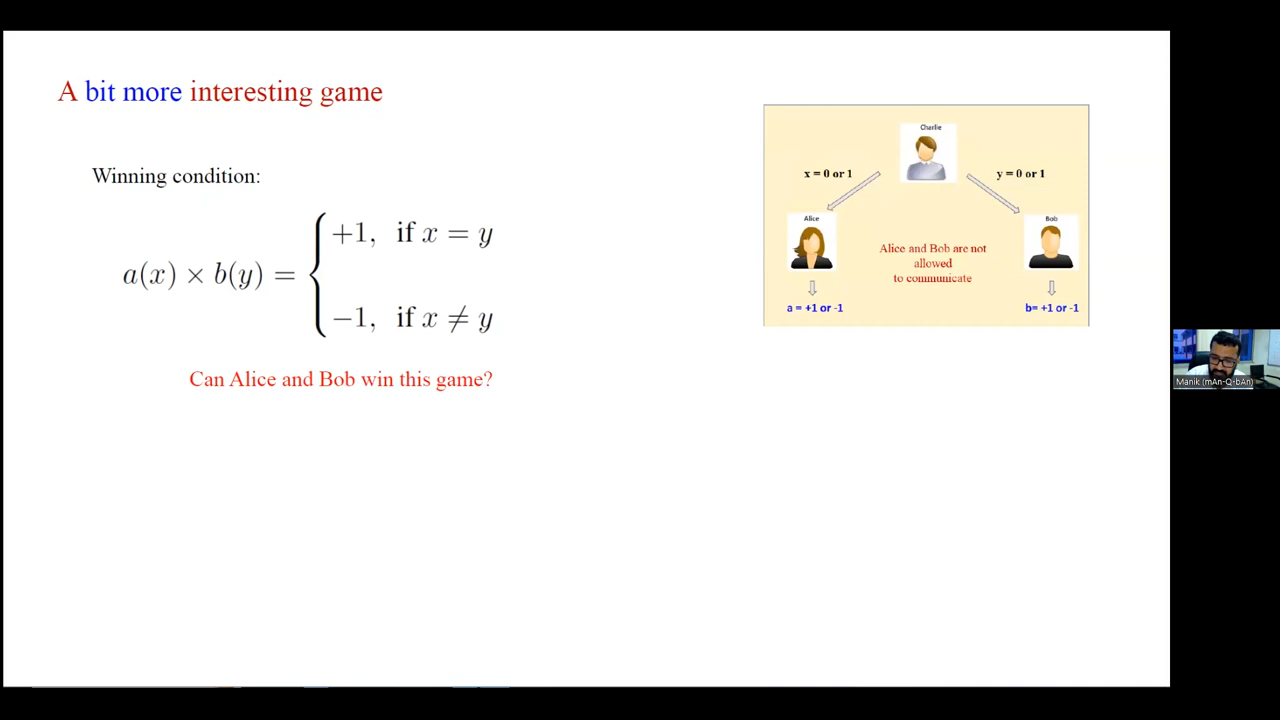 A bit more interesting game
Winning condition:
a(x) × b(y) = { +1, if x = y
−1, if x ≠ y
Can Alice and Bob win this game?
Charlie
x = 0 or 1
y = 0 or 1
Alice
Bob
Alice and Bob are not
allowed
to communicate
a = +1 or -1
b= +1 or -1
Manik (mAn-Q-bAn)